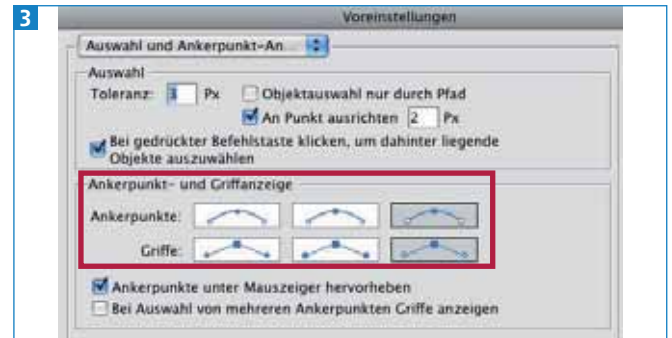 3
Voreinstellungen
Auswahl und Ankerpunkt-An...
Auswahl
Toleranz: 3 Px Objektauswahl nur durch Pfad
An Punkt ausrichten 2 Px
Bei gedrückter Befehlstaste klicken, um dahinter liegende
Objekte auszuwählen
Ankerpunkt- und Griffanzeige
Ankerpunkte:
Griffe:
Ankerpunkte unter Mauszeiger hervorheben
Bei Auswahl von mehreren Ankerpunkten Griffe anzeigen